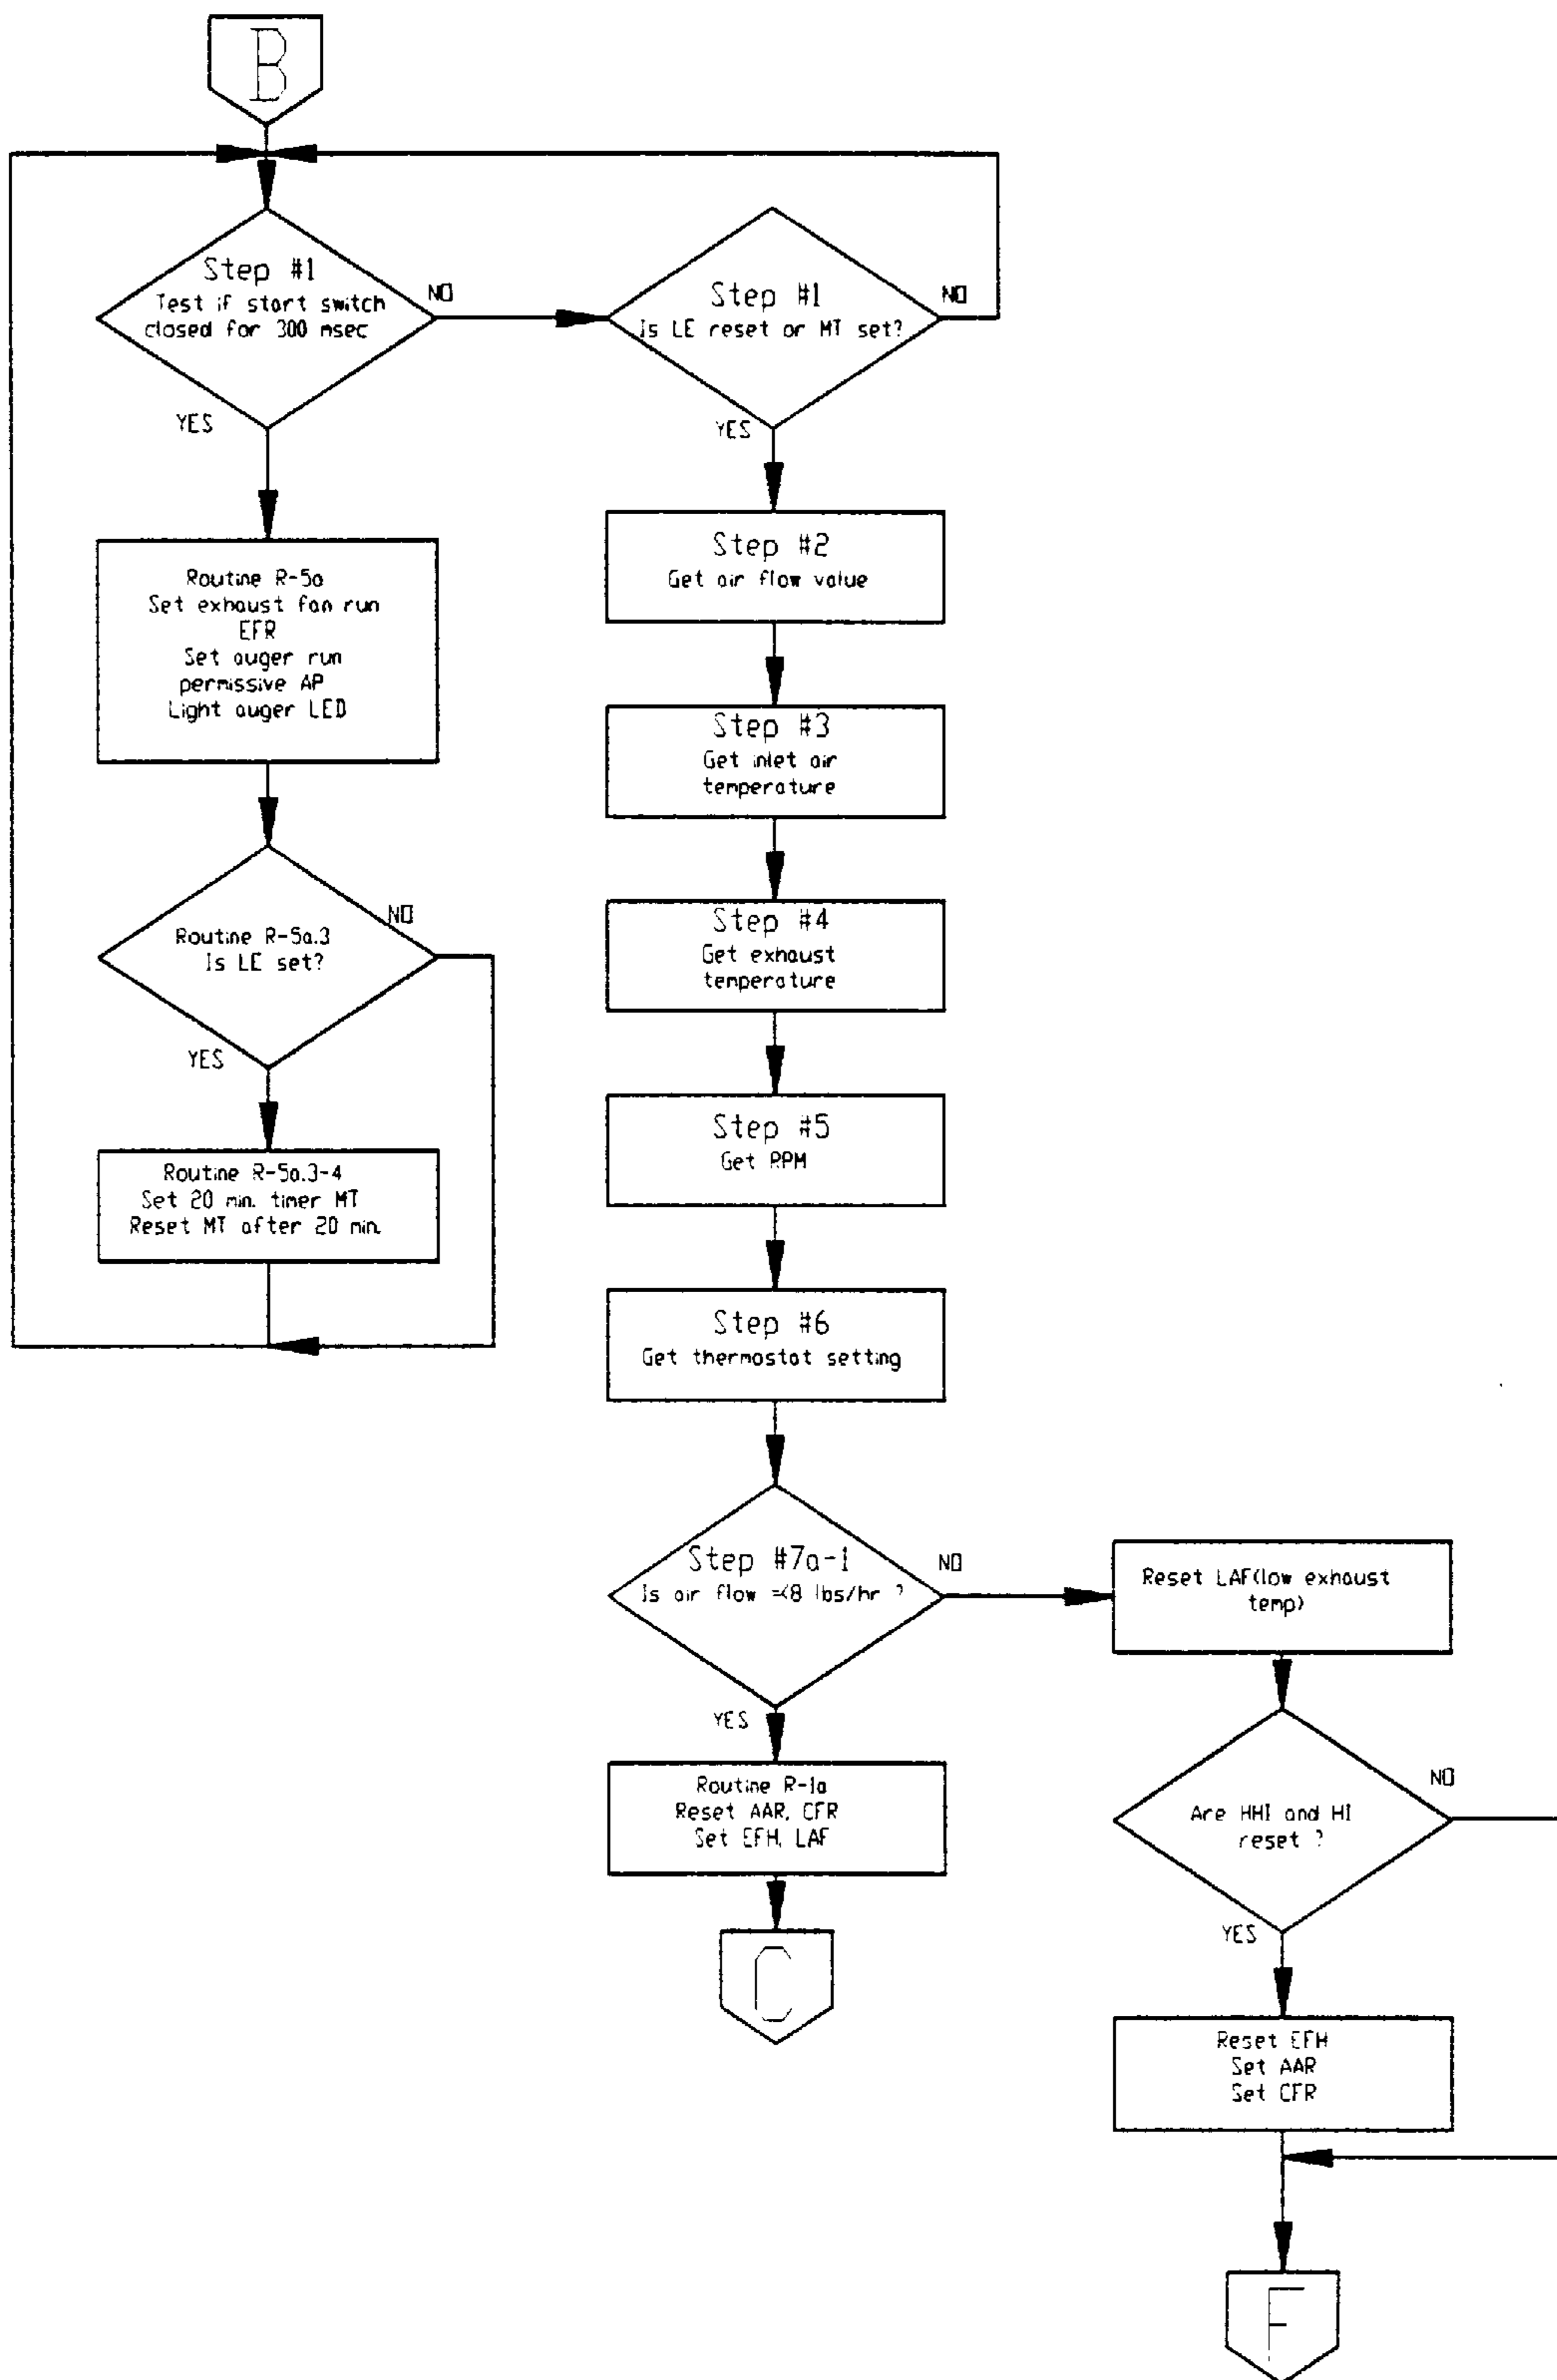 B
Step #1
Test if start switch
closed for 300 msec
NO
YES
Step #1
Is LE reset or MT set?
NO
YES
Routine R-5a
Set exhaust fan run
EFR
Set auger run
permissive AP
Light auger LED
Routine R-5a.3
Is LE set?
NO
YES
Routine R-5a.3-4
Set 20 min. timer MT
Reset MT after 20 min.
Step #2
Get air flow value
Step #3
Get inlet air
temperature
Step #4
Get exhaust
temperature
Step #5
Get RPM
Step #6
Get thermostat setting
Step #7a-1
Is air flow =<8 lbs/hr ?
NO
YES
Routine R-1a
Reset AAR, CFR
Set EFH, LAF
C
Reset LAF(low exhaust
temp)
Are HHI and HI
reset ?
NO
YES
Reset EFH
Set AAR
Set CFR
F